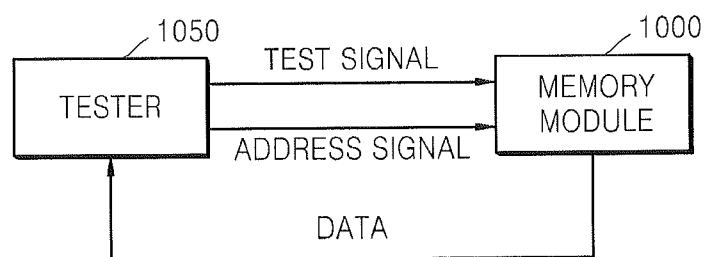 1050
1000
TEST SIGNAL
TESTER
MEMORY
MODULE
ADDRESS SIGNAL
DATA